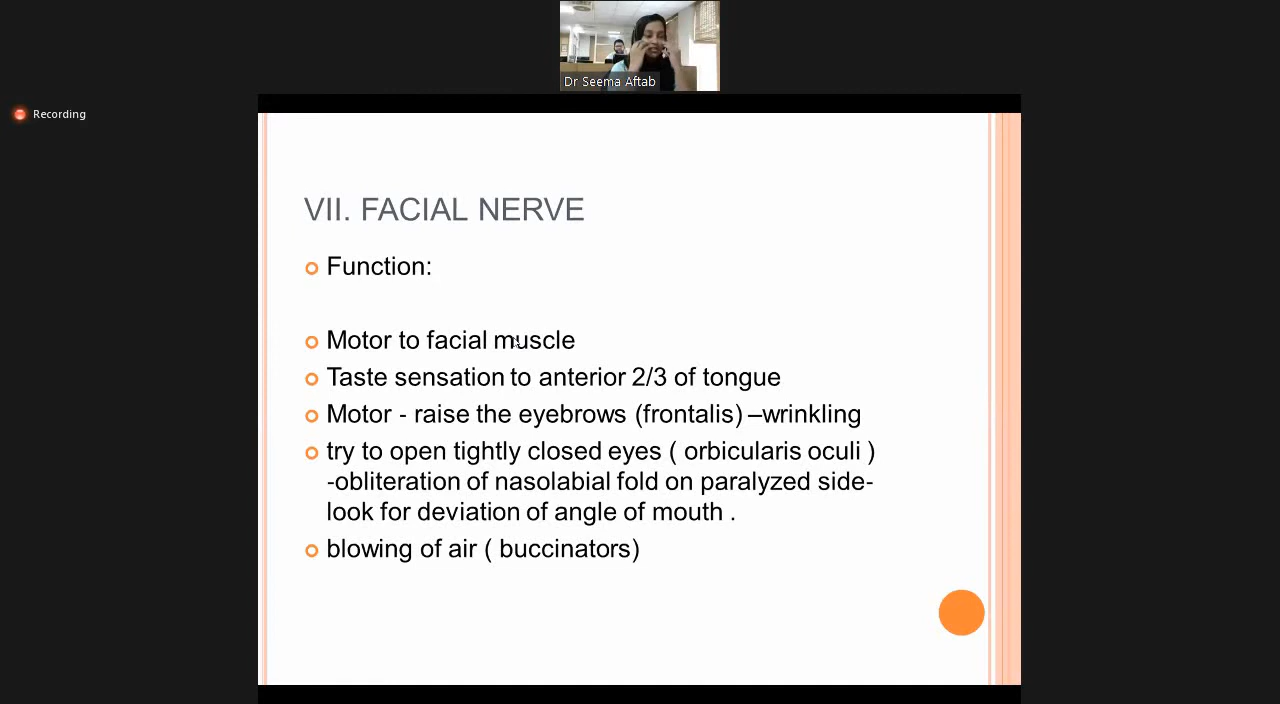 Dr Seema Aftab
Recording
VII. FACIAL NERVE
Function:
Motor to facial muscle
Taste sensation to anterior 2/3 of tongue
Motor - raise the eyebrows (frontalis) –wrinkling
try to open tightly closed eyes ( orbicularis oculi )
-obliteration of nasolabial fold on paralyzed side-
look for deviation of angle of mouth .
blowing of air ( buccinators)